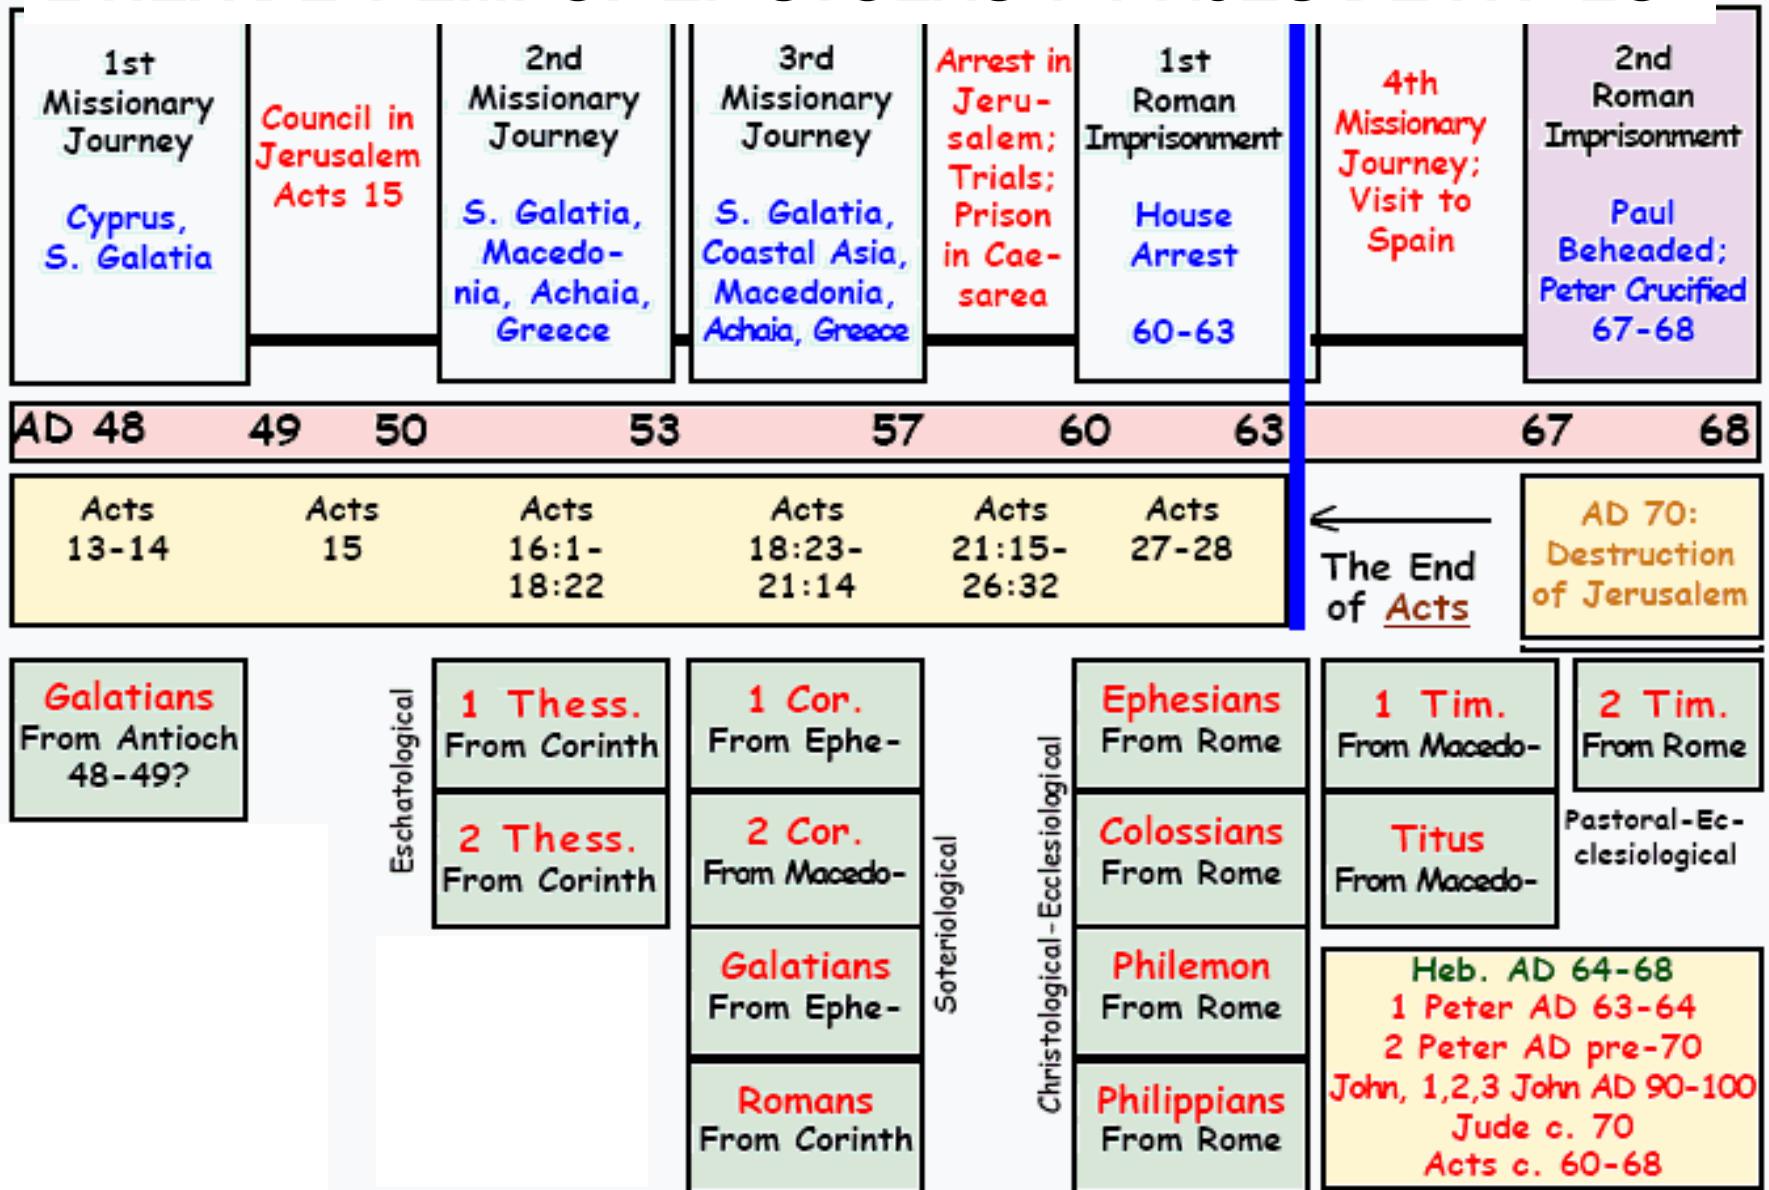 1st
Missionary
Journey
Cyprus,
S. Galatia
Council in
Jerusalem
Acts 15
2nd
Missionary
Journey
S. Galatia,
Macedo-
nia, Achaia,
Greece
3rd
Missionary
Journey
S. Galatia,
Coastal Asia,
Macedonia,
Achaia, Greece
Arrest in
Jeru-
salem;
Trials;
Prison
in Cae-
sarea
1st
Roman
Imprisonment
House
Arrest
60-63
4th
Missionary
Journey;
Visit to
Spain
2nd
Roman
Imprisonment
Paul
Beheaded;
Peter Crucified
67-68
AD 48 49 50 53 57 60 63 67 68
Acts
13-14
Acts
15
Acts
16:1-
18:22
Acts
18:23-
21:14
Acts
21:15-
26:32
Acts
27-28
The End
of Acts
AD 70:
Destruction
of Jerusalem
Galatians
From Antioch
48-49?
Eschatological
1 Thess.
From Corinth
2 Thess.
From Corinth
1 Cor.
From Ephe-
2 Cor.
From Macedo-
Galatians
From Ephe-
Romans
From Corinth
Soteriological
Christological-Ecclesiological
Ephesians
From Rome
Colossians
From Rome
Philemon
From Rome
Philippians
From Rome
1 Tim.
From Macedo-
Titus
From Macedo-
2 Tim.
From Rome
Pastoral-Ec-
clesiological
Heb. AD 64-68
1 Peter AD 63-64
2 Peter AD pre-70
John, 1,2,3 John AD 90-100
Jude c. 70
Acts c. 60-68